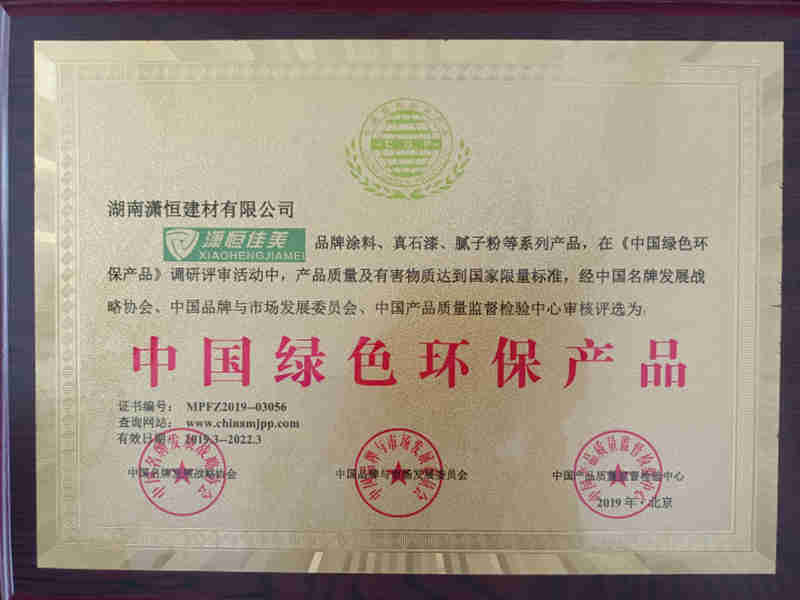 湖南潇恒建材有限公司
潇恒佳美
XIAOHENGJIAMEI
品牌涂料、真石漆、腻子粉等系列产品，在《中国绿色环
保产品》调研评审活动中，产品质量及有害物质达到国家限量标准，经中国名牌发展战
略协会、中国品牌与市场发展委员会、中国产品质量监督检验中心审核评选为:
中国绿色环保产品
证书编号： MPFZ2019--03056
查询网站： www.chinamjpp.com
有效日期：2019.3--2022.3
中国名牌发展战略协会
中国品牌与市场发展委员会
中国产品质量监督检验中心
2019年·北京